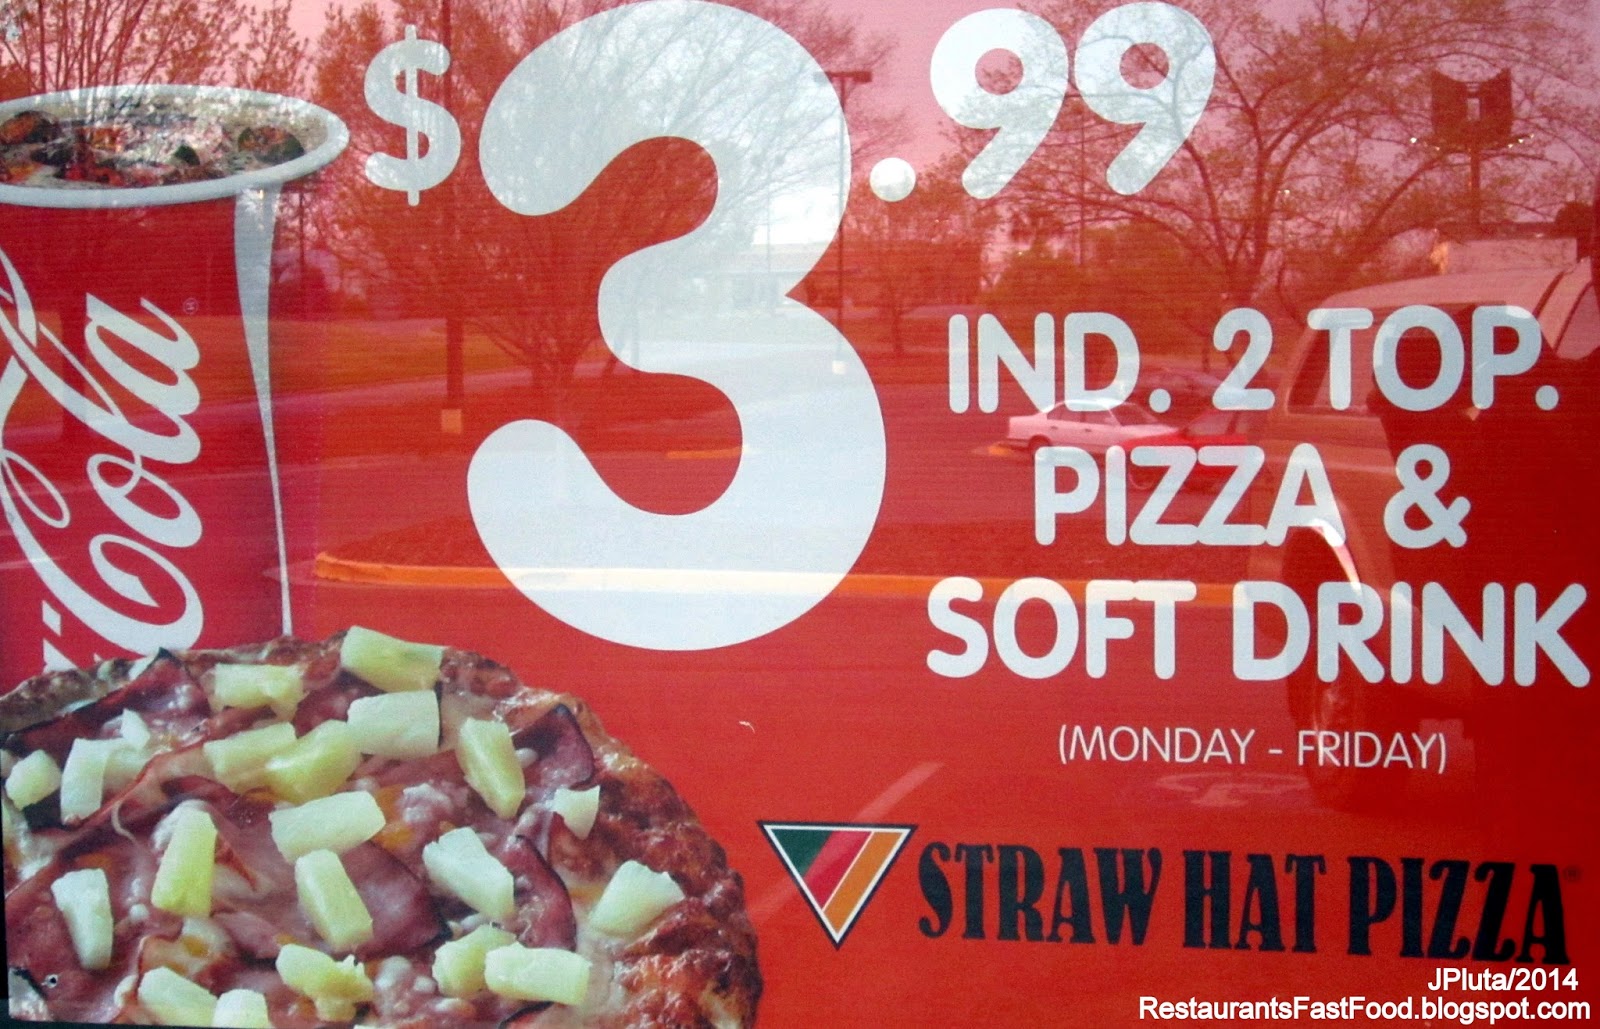 $3.99
IND. 2 TOP.
PIZZA &
SOFT DRINK
(MONDAY - FRIDAY)
Cola
STRAW HAT PIZZA®
JPluta/2014
RestaurantsFastFood.blogspot.com